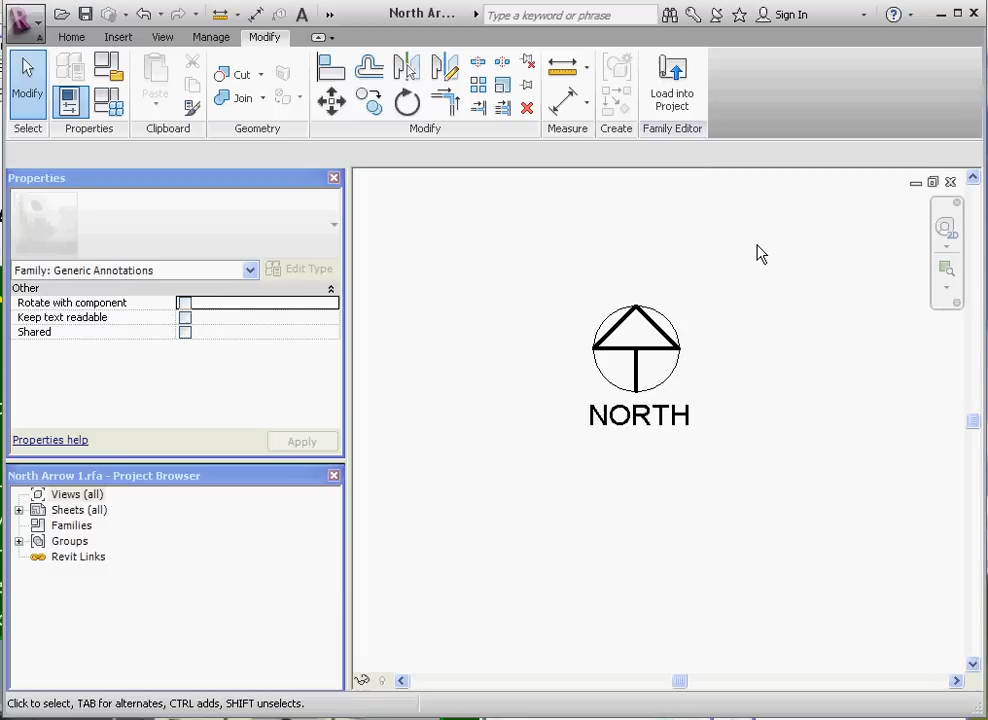 North Ar...
Type a keyword or phrase
Sign In
Home
Insert
View
Manage
Modify
Modify
Paste
Cut
Join
Load into
Project
Select
Properties
Clipboard
Geometry
Modify
Measure
Create
Family Editor
Properties
Family: Generic Annotations
Edit Type
Other
Rotate with component
Keep text readable
Shared
Properties help
Apply
North Arrow 1.rfa - Project Browser
Views (all)
Sheets (all)
Families
Groups
Revit Links
2D
NORTH
Click to select, TAB for alternates, CTRL adds, SHIFT unselects.